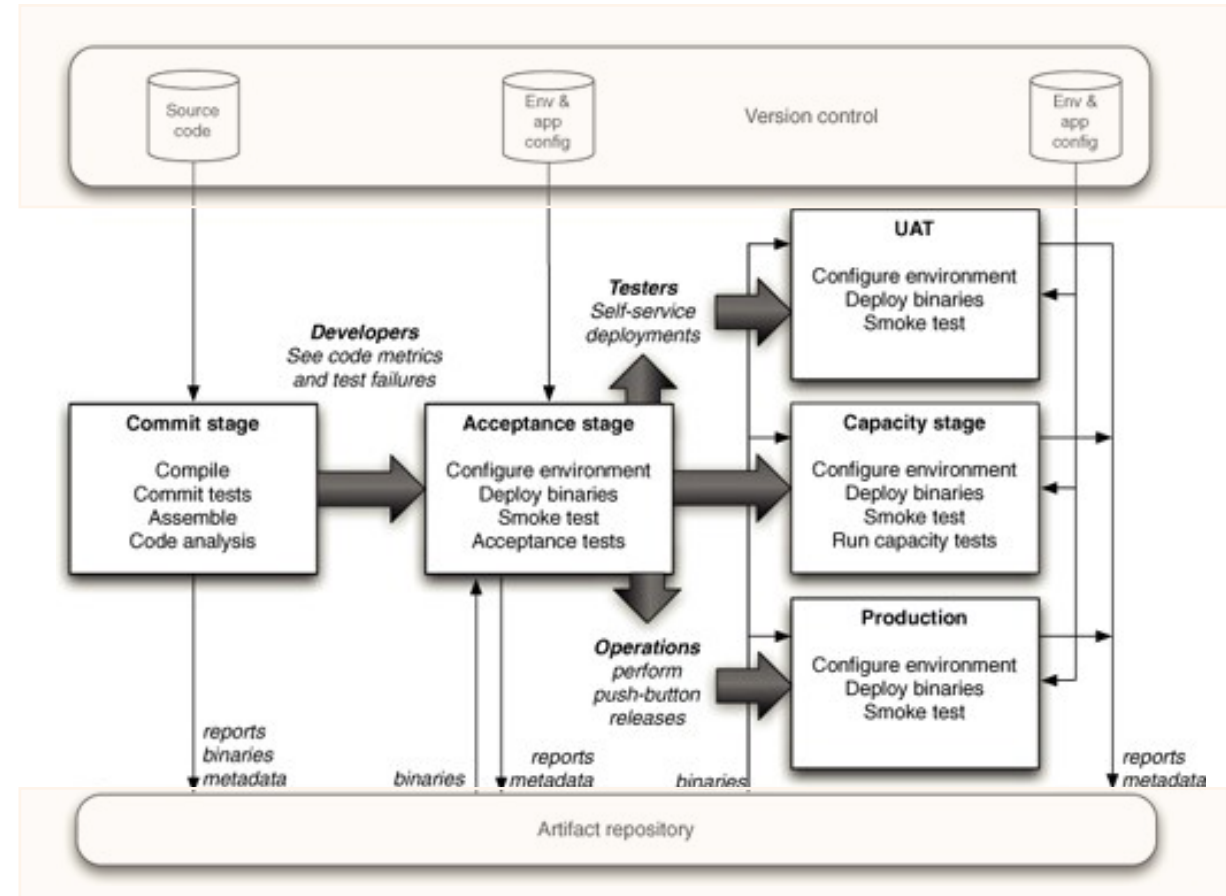 Source
code
Env &
app
config
Version control
Env &
app
config
Developers
See code metrics
and test failures
Testers
Self-service
deployments
UAT
Configure environment
Deploy binaries
Smoke test
Commit stage
Compile
Commit tests
Assemble
Code analysis
Acceptance stage
Configure environment
Deploy binaries
Smoke test
Acceptance tests
Capacity stage
Configure environment
Deploy binaries
Smoke test
Run capacity tests
Operations
perform
push-button
releases
Production
Configure environment
Deploy binaries
Smoke test
reports
binaries
metadata
binaries
reports
metadata
binaries
reports
metadata
Artifact repository